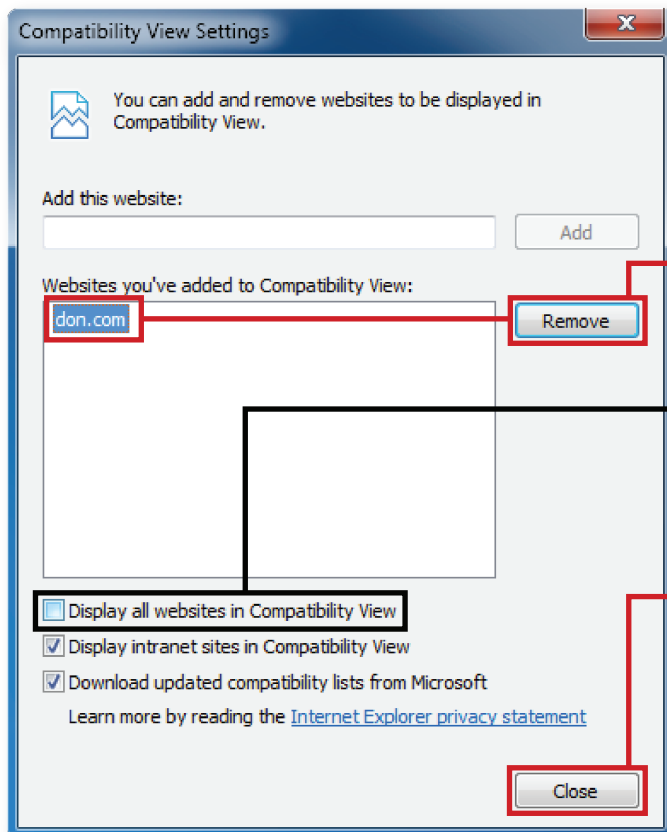 Compatibility View Settings
You can add and remove websites to be displayed in
Compatibility View.
Add this website:
Add
Websites you've added to Compatibility View:
don.com
Remove
Display all websites in Compatibility View
Display intranet sites in Compatibility View
Download updated compatibility lists from Microsoft
Learn more by reading the Internet Explorer privacy statement
Close